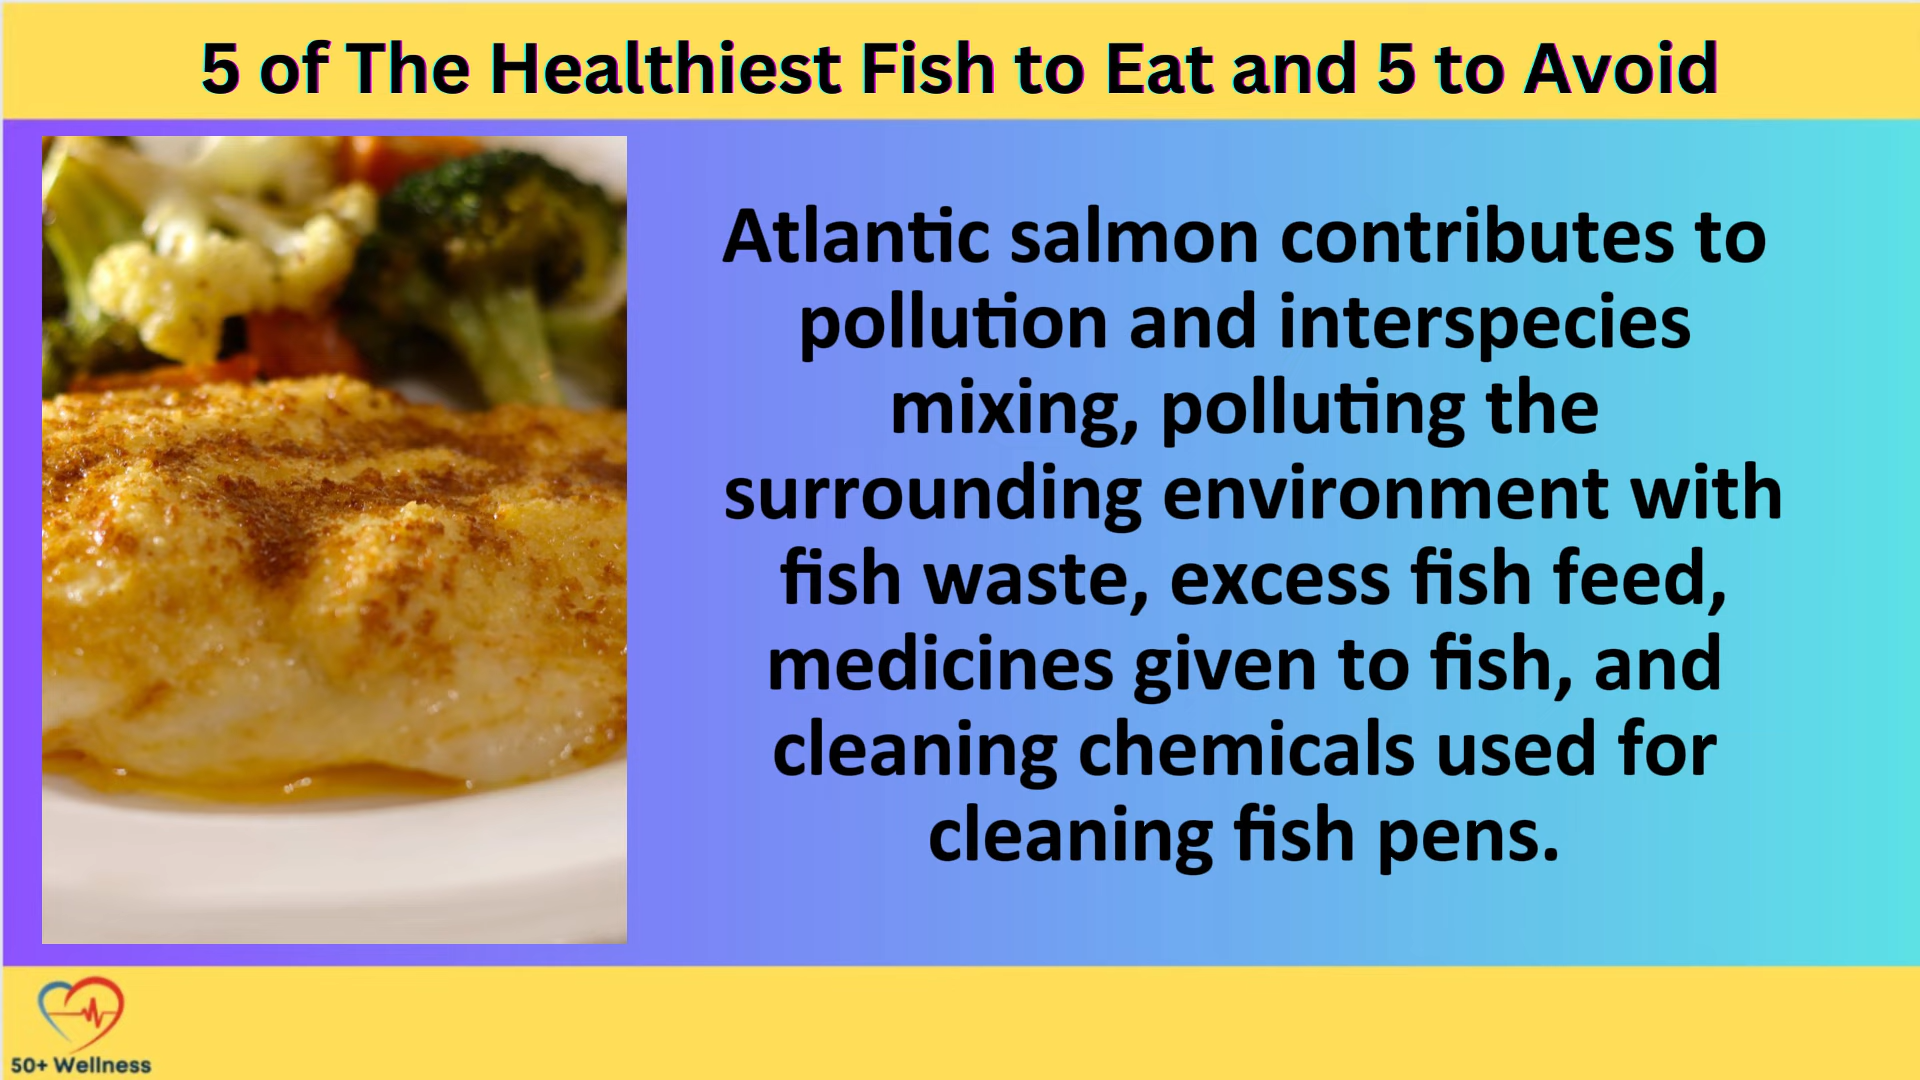 5 of The Healthiest Fish to Eat and 5 to Avoid
Atlantic salmon contributes to
pollution and interspecies
mixing, polluting the
surrounding environment with
fish waste, excess fish feed,
medicines given to fish, and
cleaning chemicals used for
cleaning fish pens.
50+ Wellness